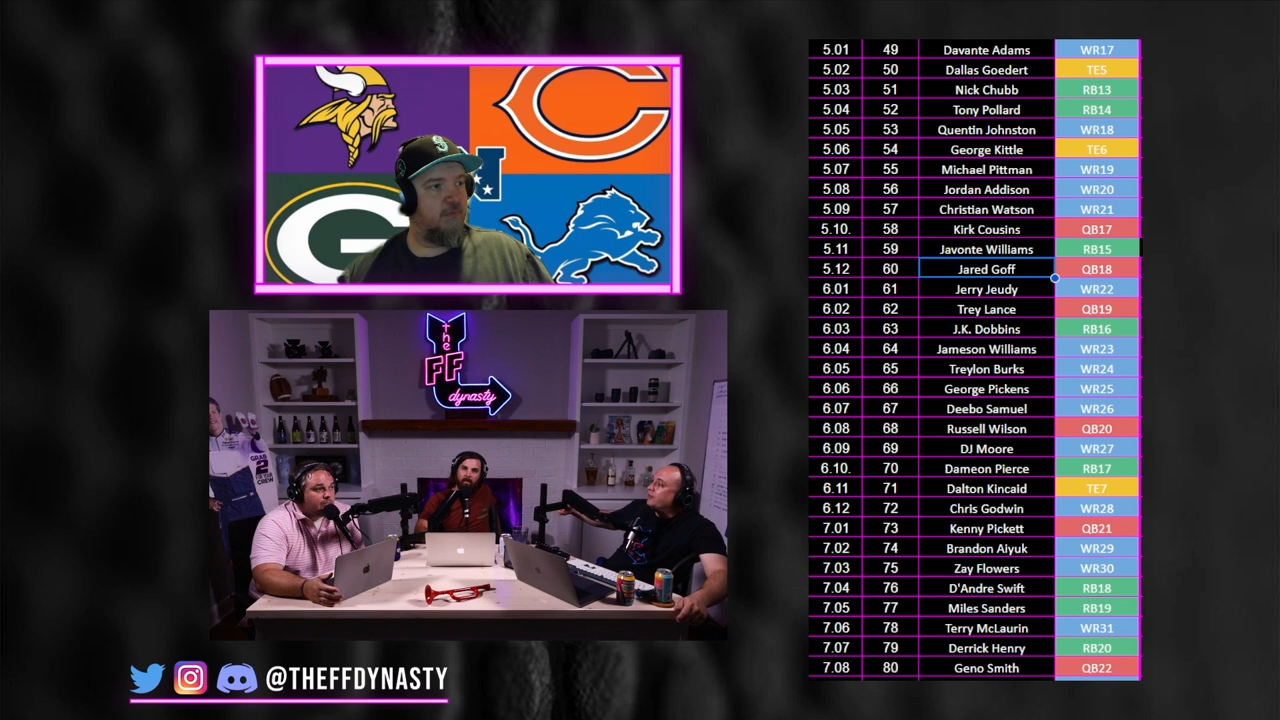 5.01 49 Davante Adams WR17
5.02 50 Dallas Goedert TE5
5.03 51 Nick Chubb RB13
5.04 52 Tony Pollard RB14
5.05 53 Quentin Johnston WR18
5.06 54 George Kittle TE6
5.07 55 Michael Pittman WR19
5.08 56 Jordan Addison WR20
5.09 57 Christian Watson WR21
5.10. 58 Kirk Cousins QB17
5.11 59 Javonte Williams RB15
5.12 60 Jared Goff QB18
6.01 61 Jerry Jeudy WR22
6.02 62 Trey Lance QB19
6.03 63 J.K. Dobbins RB16
6.04 64 Jameson Williams WR23
6.05 65 Treylon Burks WR24
6.06 66 George Pickens WR25
6.07 67 Deebo Samuel WR26
6.08 68 Russell Wilson QB20
6.09 69 DJ Moore WR27
6.10. 70 Dameon Pierce RB17
6.11 71 Dalton Kincaid TE7
6.12 72 Chris Godwin WR28
7.01 73 Kenny Pickett QB21
7.02 74 Brandon Aiyuk WR29
7.03 75 Zay Flowers WR30
7.04 76 D'Andre Swift RB18
7.05 77 Miles Sanders RB19
7.06 78 Terry McLaurin WR31
7.07 79 Derrick Henry RB20
7.08 80 Geno Smith QB22
the
FF
dynasty
GRAB
2
FOR THE
CREW
@THEFFDYNASTY